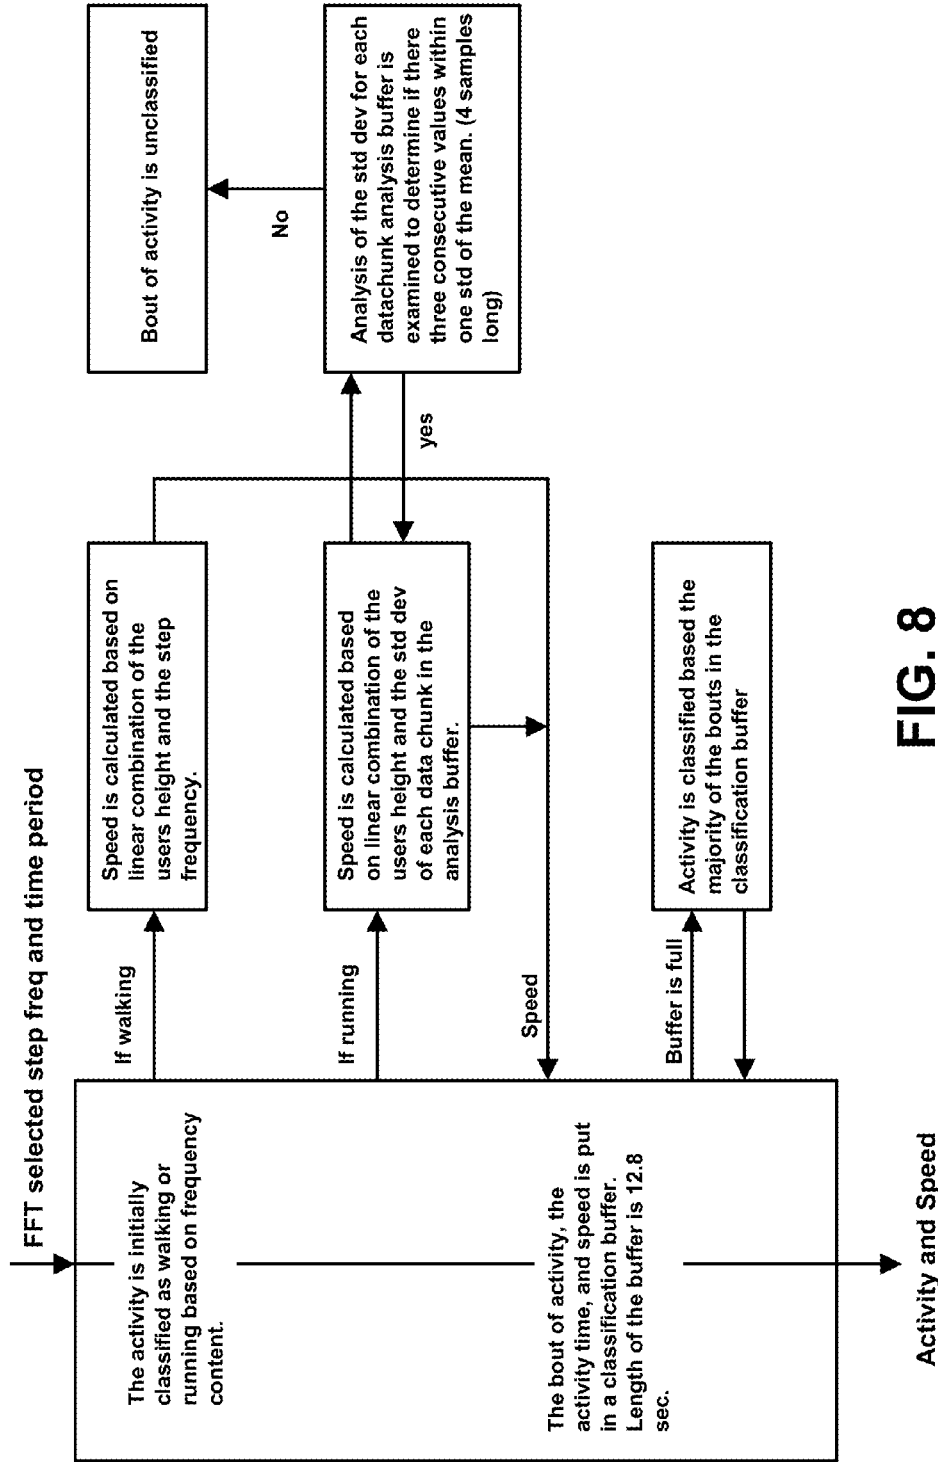 FFT selected step freq and time period
The activity is initially
classified as walking or
running based on frequency
content.
If walking
Speed is calculated based on
linear combination of the
users height and the step
frequency.
Bout of activity is unclassified
No
If running
Speed is calculated based
on linear combination of the
users height and the std dev
of each data chunk in the
analysis buffer.
yes
Analysis of the std dev for each
datachunk analysis buffer is
examined to determine if there
three consecutive values within
one std of the mean. (4 samples
long)
Speed
The bout of activity, the
activity time, and speed is put
in a classification buffer.
Length of the buffer is 12.8
sec.
Buffer is full
Activity is classified based the
majority of the bouts in the
classification buffer
Activity and Speed
FIG. 8